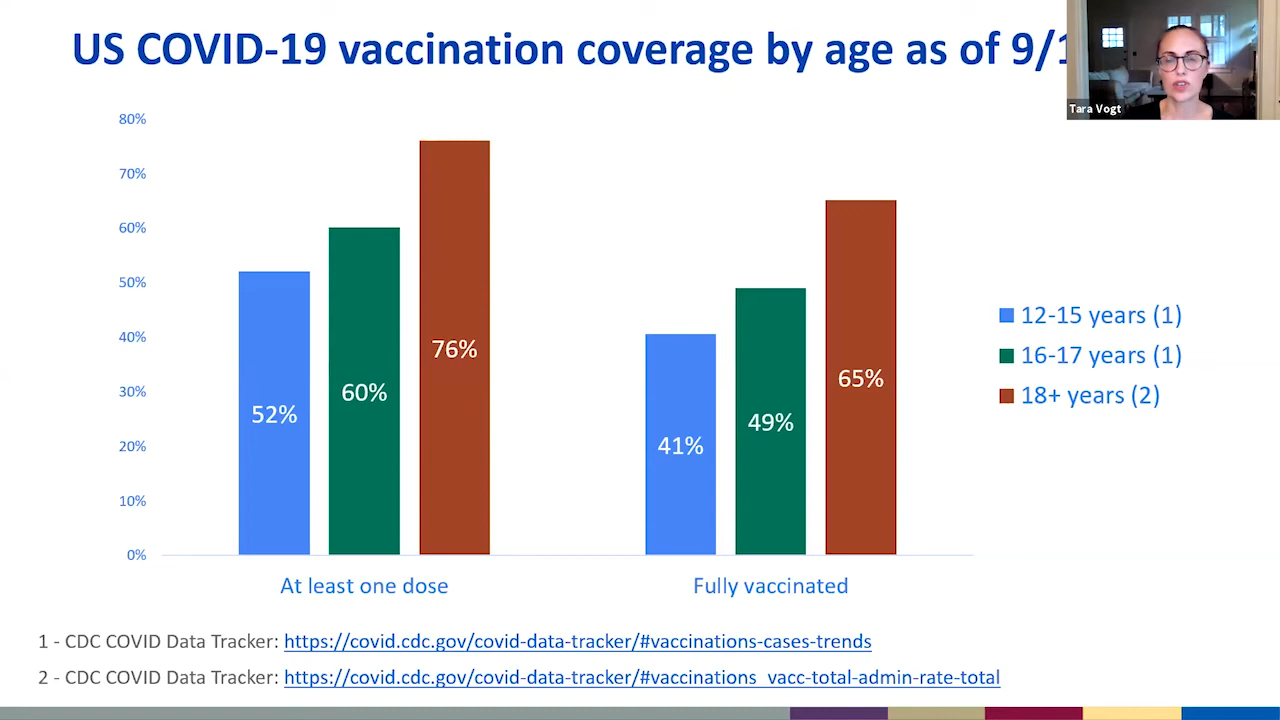 US COVID-19 vaccination coverage by age as of 9/1
Tara Vogt
80%
70%
60%
50%
40%
30%
20%
10%
0%
52%
60%
76%
41%
49%
65%
At least one dose
Fully vaccinated
12-15 years (1)
16-17 years (1)
18+ years (2)
1 - CDC COVID Data Tracker: https://covid.cdc.gov/covid-data-tracker/#vaccinations-cases-trends
2 - CDC COVID Data Tracker: https://covid.cdc.gov/covid-data-tracker/#vaccinations_vacc-total-admin-rate-total